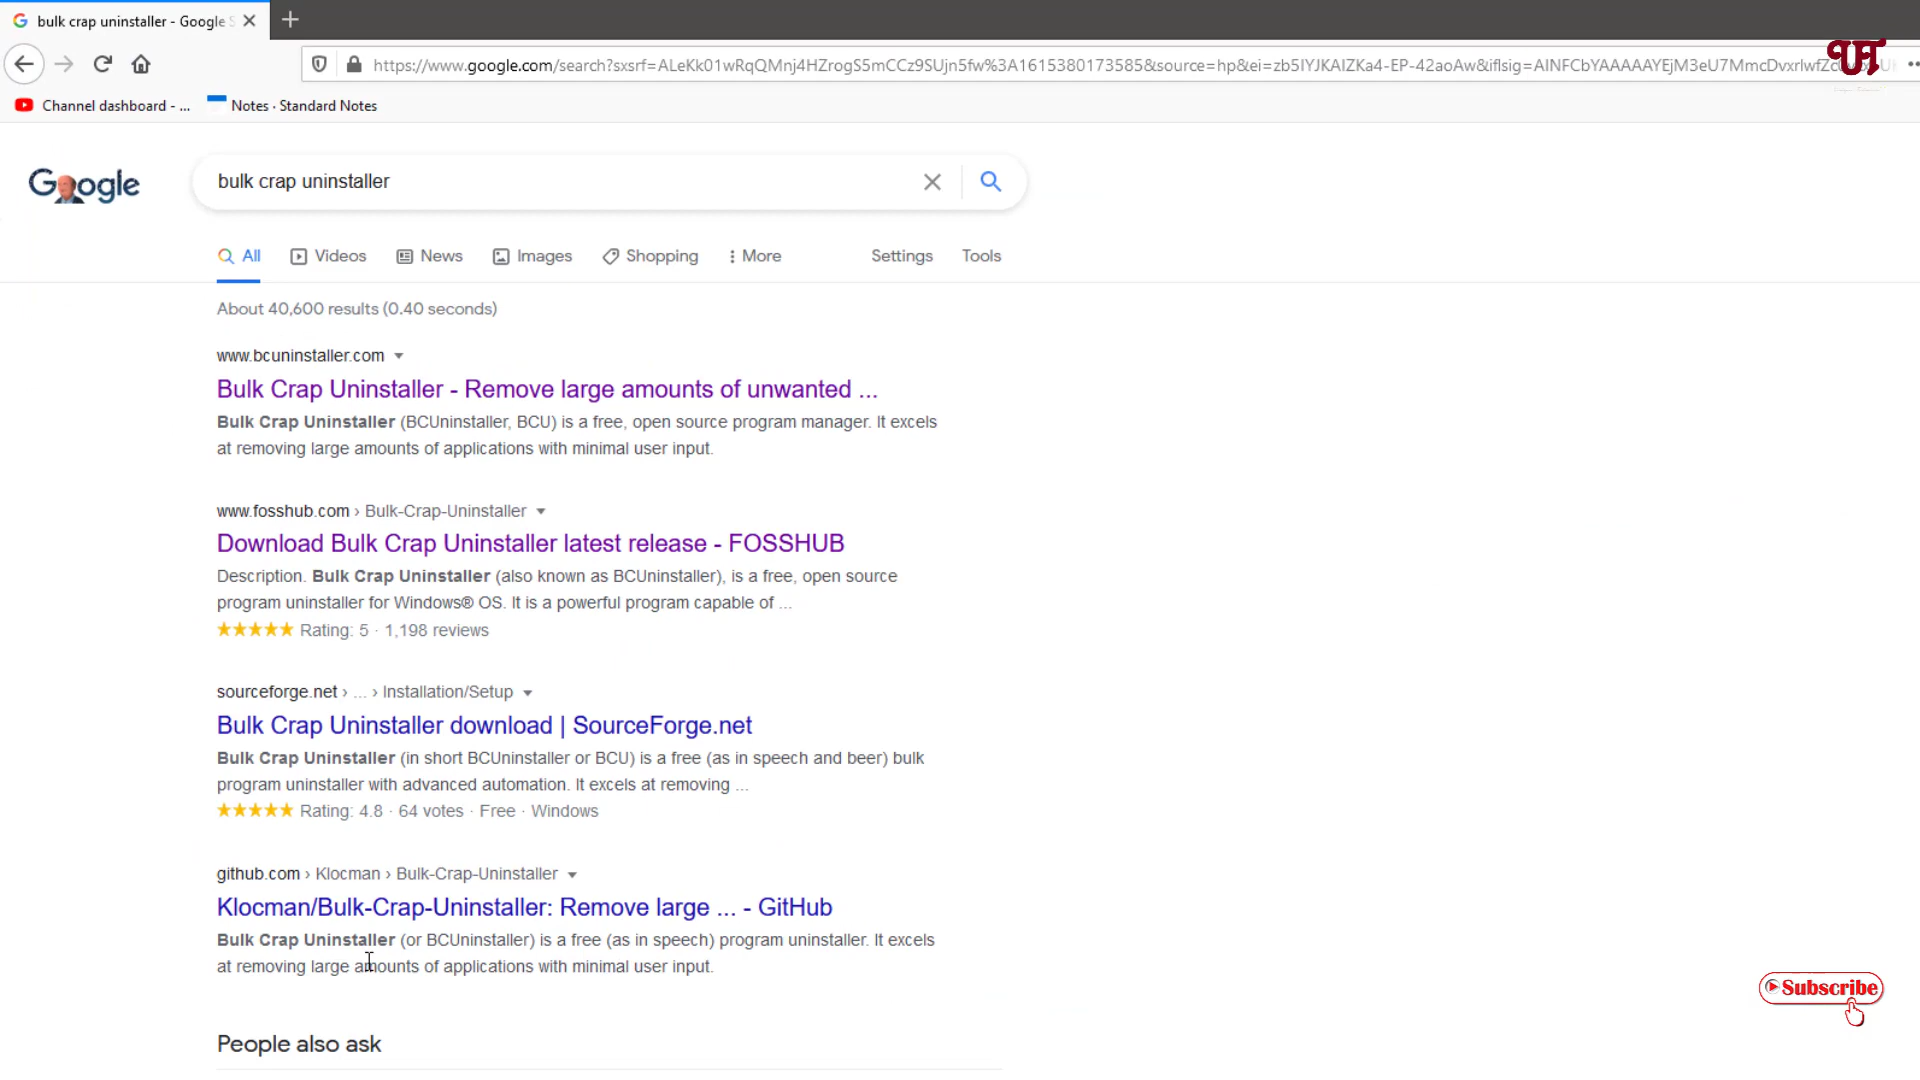 bulk crap uninstaller - Google S
https://www.google.com/search?sxsrf=ALeKk01wRqQMnj4HZrogS5mCCz9SUjn5fw%3A1615380173585&source=hp&ei=zb5IYJKAIZKa4-EP-42aoAw&iflsig=AINFCbYAAAAAYEjM3eU7MmcDvxrlwfZc
Channel dashboard - ...
Notes · Standard Notes
Google
bulk crap uninstaller
All Videos News Images Shopping More Settings Tools
About 40,600 results (0.40 seconds)
www.bcuninstaller.com
Bulk Crap Uninstaller - Remove large amounts of unwanted ...
Bulk Crap Uninstaller (BCUninstaller, BCU) is a free, open source program manager. It excels
at removing large amounts of applications with minimal user input.
www.fosshub.com › Bulk-Crap-Uninstaller
Download Bulk Crap Uninstaller latest release - FOSSHUB
Description. Bulk Crap Uninstaller (also known as BCUninstaller), is a free, open source
program uninstaller for Windows® OS. It is a powerful program capable of ...
Rating: 5 · 1,198 reviews
sourceforge.net › ... › Installation/Setup
Bulk Crap Uninstaller download | SourceForge.net
Bulk Crap Uninstaller (in short BCUninstaller or BCU) is a free (as in speech and beer) bulk
program uninstaller with advanced automation. It excels at removing ...
Rating: 4.8 · 64 votes · Free · Windows
github.com › Klocman › Bulk-Crap-Uninstaller
Klocman/Bulk-Crap-Uninstaller: Remove large ... - GitHub
Bulk Crap Uninstaller (or BCUninstaller) is a free (as in speech) program uninstaller. It excels
at removing large amounts of applications with minimal user input.
Subscribe
People also ask